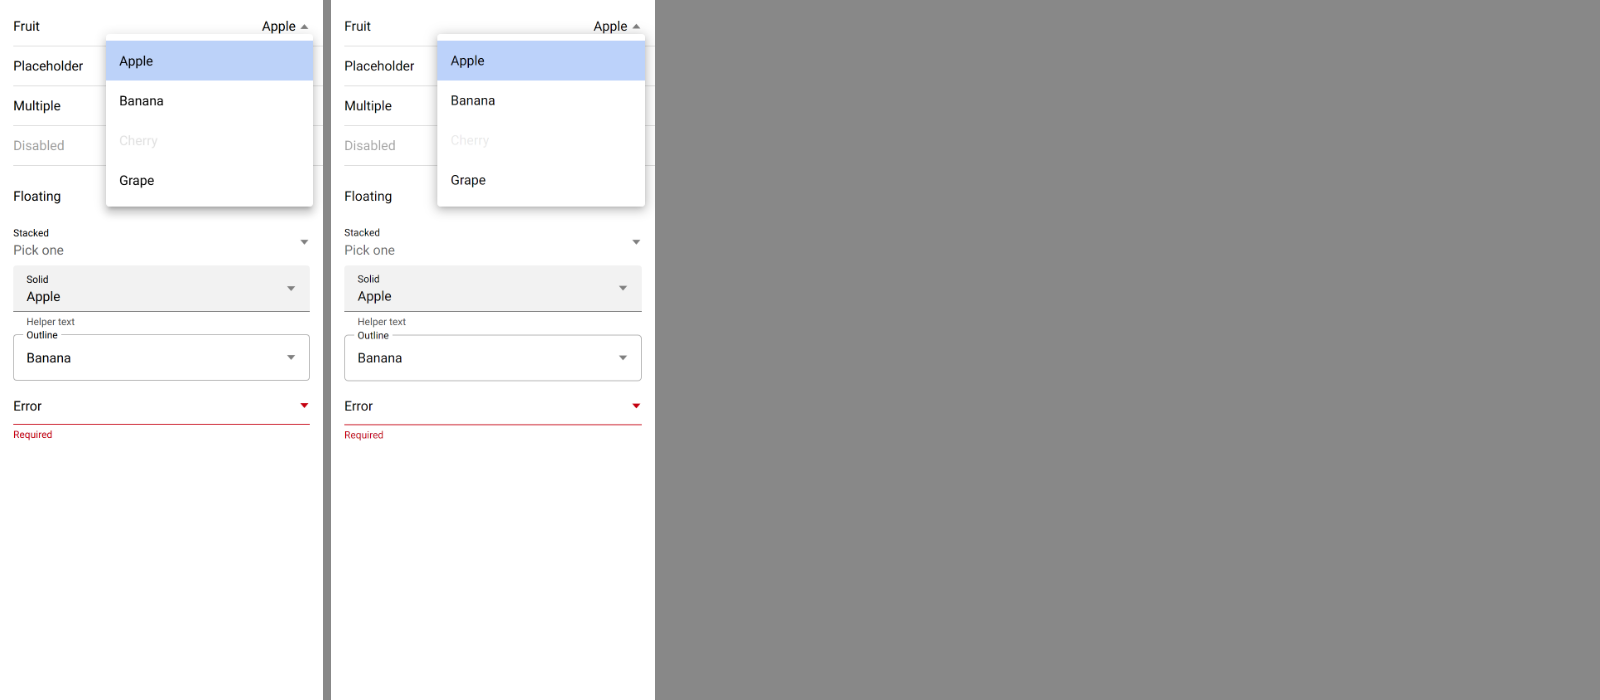 Fruit Apple
Apple
Placeholder
Banana
Multiple
Cherry
Disabled
Grape
Floating
Stacked
Pick one
Solid
Apple
Helper text
Outline
Banana
Error
Required
Fruit Apple
Apple
Placeholder
Banana
Multiple
Cherry
Disabled
Grape
Floating
Stacked
Pick one
Solid
Apple
Helper text
Outline
Banana
Error
Required